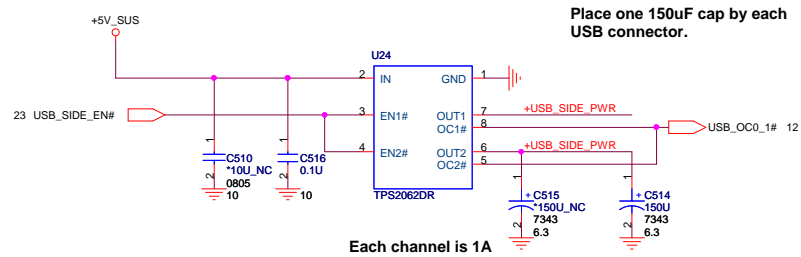 Place one 150uF cap by each
USB connector.
+5V_SUS
U24
2 IN GND 1
23 USB_SIDE_EN# 3 EN1# OUT1 7 +USB_SIDE_PWR
OC1# 8 USB_OC0_1# 12
4 EN2# OUT2 6 +USB_SIDE_PWR
OC2# 5
TPS2062DR
1 C510 2
*10U_NC
0805
10
1 C516 2
0.1U
10
1 + C515 2
*150U_NC
7343
6.3
1 + C514 2
150U
7343
6.3
Each channel is 1A